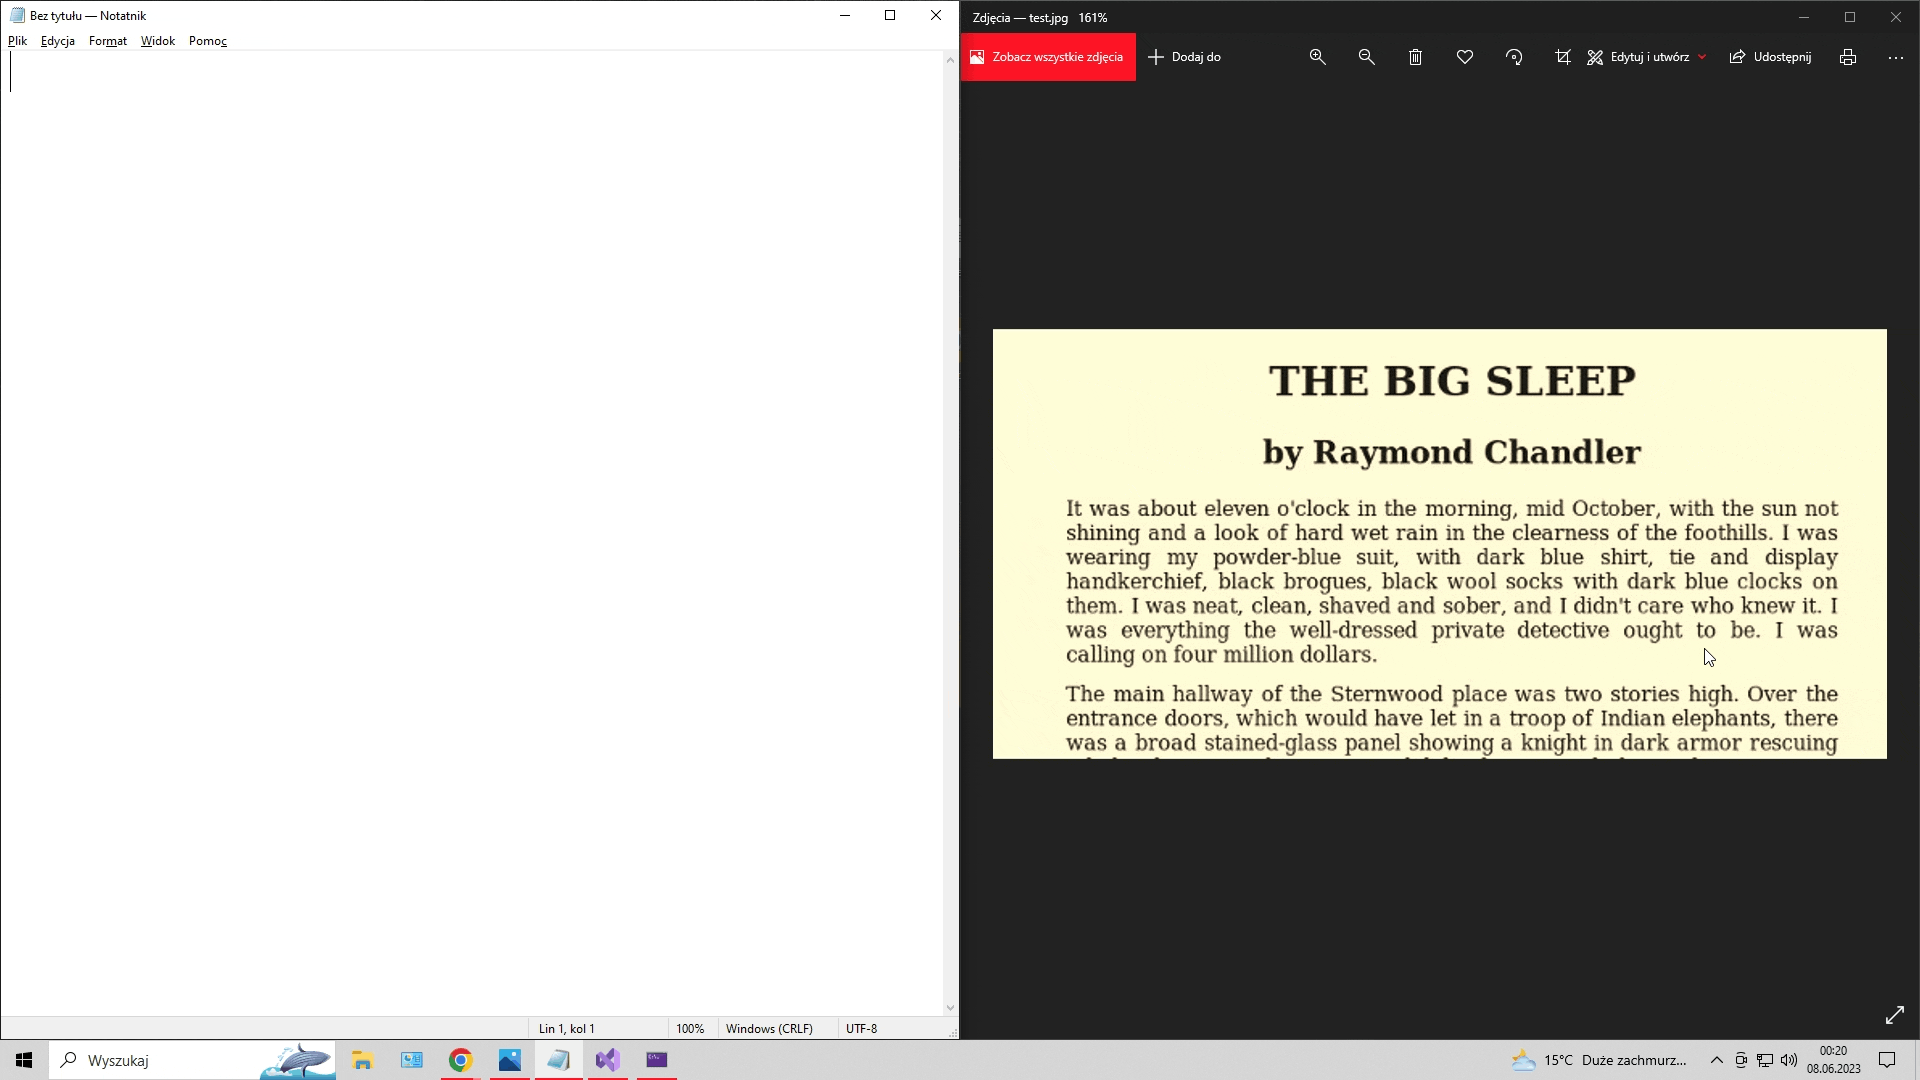 Bez tytułu — Notatnik
Plik Edycja Format Widok Pomoc
Lin 1, kol 1 100% Windows (CRLF) UTF-8
Zdjęcia — test.jpg 161%
Zobacz wszystkie zdjęcia Dodaj do Edytuj i utwórz Udostępnij
THE BIG SLEEP
by Raymond Chandler
It was about eleven o'clock in the morning, mid October, with the sun not
shining and a look of hard wet rain in the clearness of the foothills. I was
wearing my powder-blue suit, with dark blue shirt, tie and display
handkerchief, black brogues, black wool socks with dark blue clocks on
them. I was neat, clean, shaved and sober, and I didn't care who knew it. I
was everything the well-dressed private detective ought to be. I was
calling on four million dollars.
The main hallway of the Sternwood place was two stories high. Over the
entrance doors, which would have let in a troop of Indian elephants, there
was a broad stained-glass panel showing a knight in dark armor rescuing
Wyszukaj
15°C Duże zachmurz...
00:20
08.06.2023